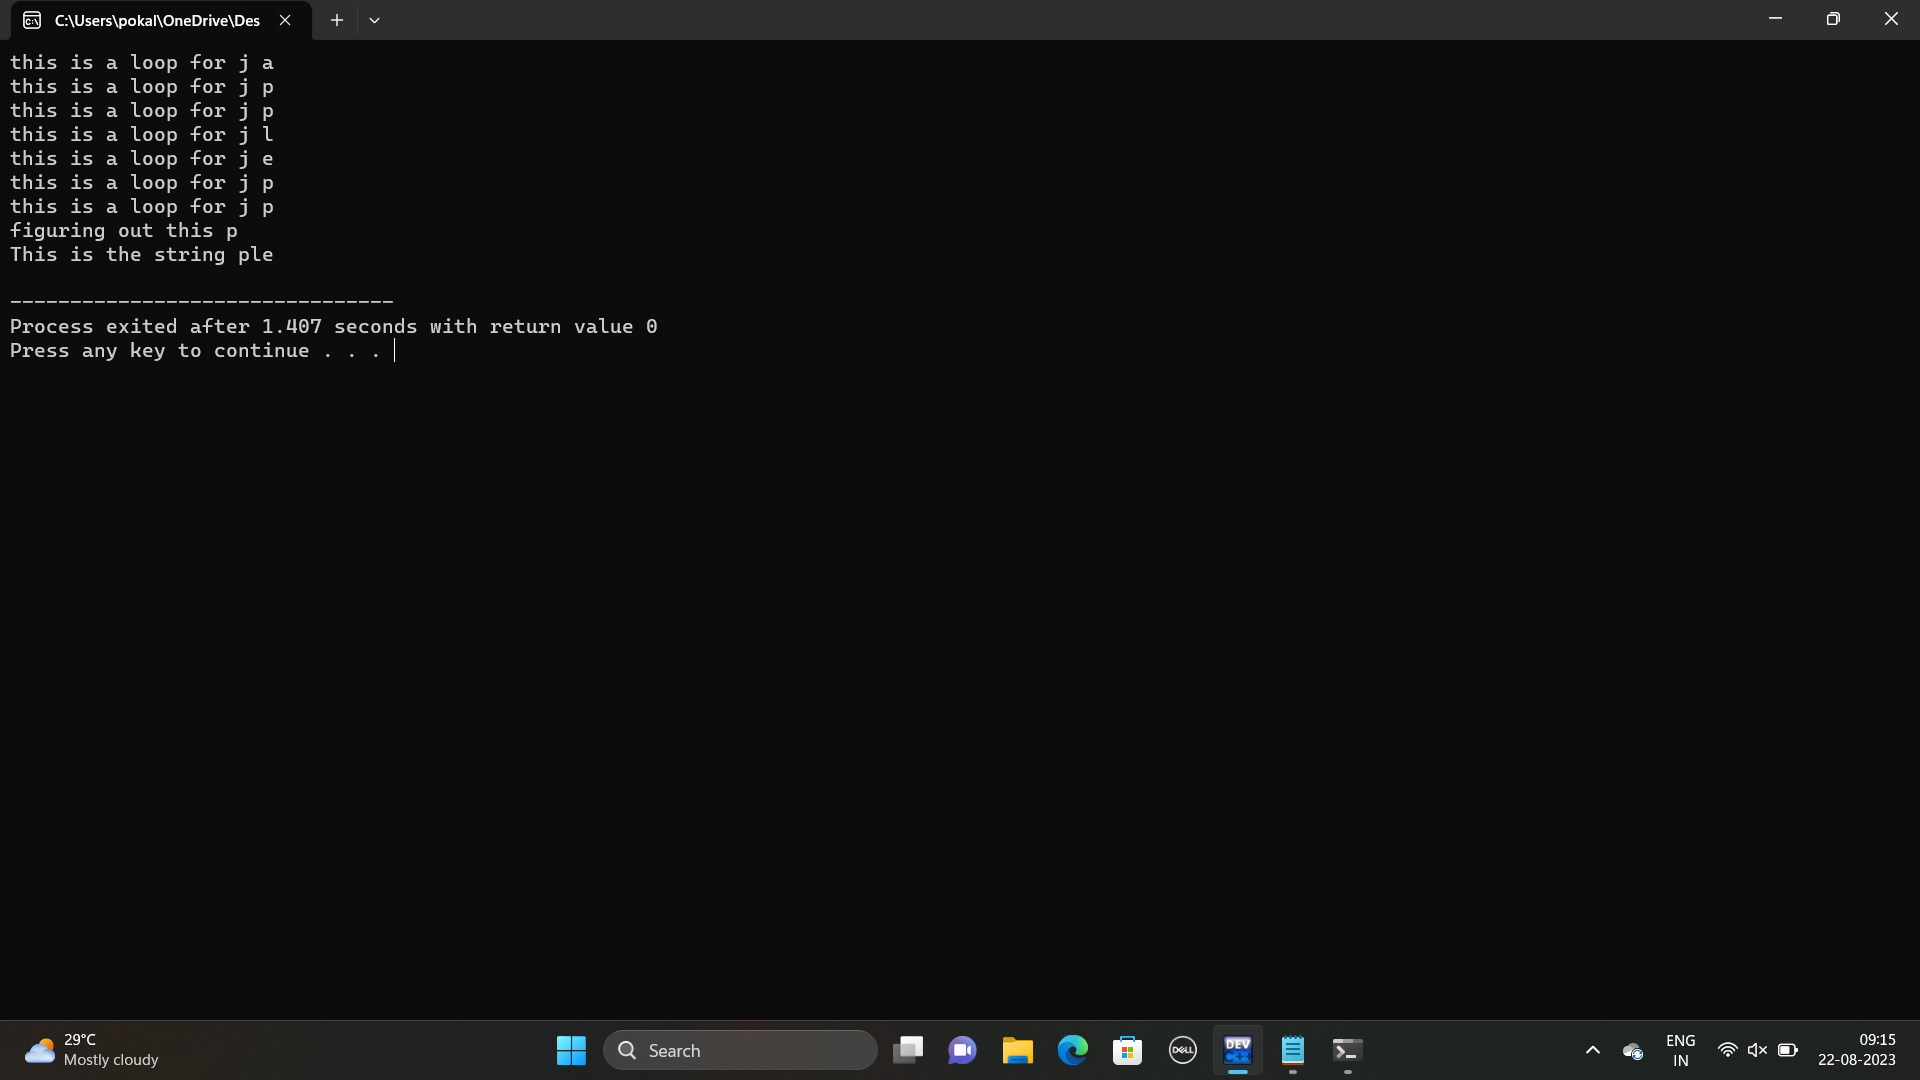 C:\Users\pokal\OneDrive\Des
this is a loop for j a
this is a loop for j p
this is a loop for j p
this is a loop for j l
this is a loop for j e
this is a loop for j p
this is a loop for j p
figuring out this p
This is the string ple
--------------------------------
Process exited after 1.407 seconds with return value 0
Press any key to continue . . .
29°C
Mostly cloudy
Search
DELL
DEV
C++
ENG
IN
09:15
22-08-2023